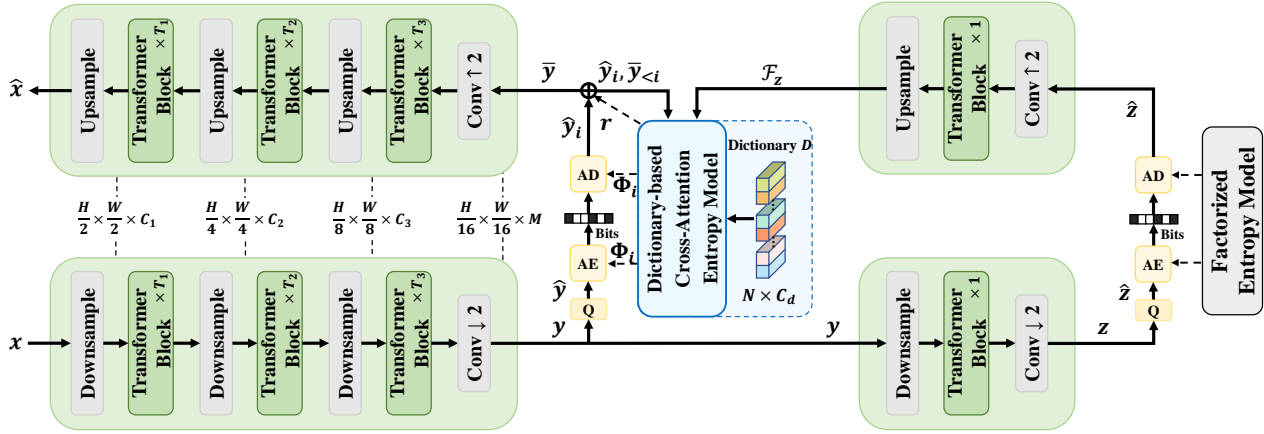 x̂
Upsample
Transformer
Block × T₁
Upsample
Transformer
Block × T₂
Upsample
Transformer
Block × T₃
Conv ↑ 2
ȳ
ŷᵢ, ȳ<ᵢ
ℱ_z
Upsample
Transformer
Block × 1
Conv ↑ 2
ẑ
ŷᵢ
r
AD
Φᵢ
Bits
Φᵢ
AE
ŷ
Q
y
Dictionary-based
Cross-Attention
Entropy Model
Dictionary D
N × C_d
H/2 × W/2 × C₁
H/4 × W/4 × C₂
H/8 × W/8 × C₃
H/16 × W/16 × M
AD
Bits
AE
ẑ
Q
Factorized
Entropy Model
x
Downsample
Transformer
Block × T₁
Downsample
Transformer
Block × T₂
Downsample
Transformer
Block × T₃
Conv ↓ 2
y
Downsample
Transformer
Block × 1
Conv ↓ 2
z